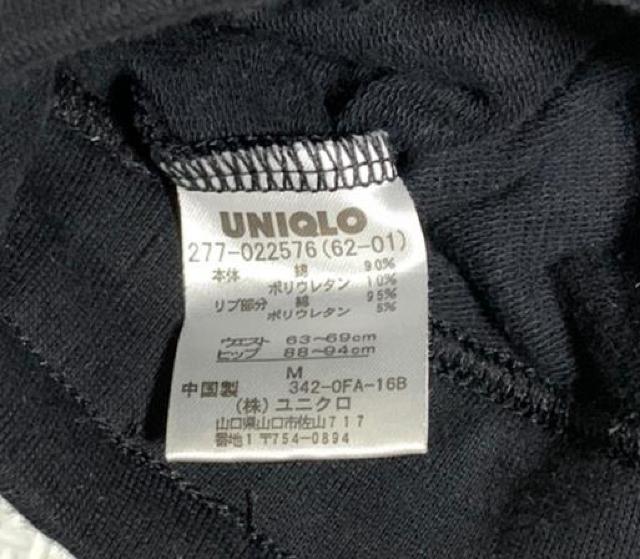 UNIQLO
277-022576(62-01)
本体 綿 90%
ポリウレタン 10%
リブ部分 綿 95%
ポリウレタン 5%
ウエスト 63~69cm
ヒップ 88~94cm
M
中国製 342-0FA-16B
(株)ユニクロ
山口県山口市佐山717
番地1〒754-0894